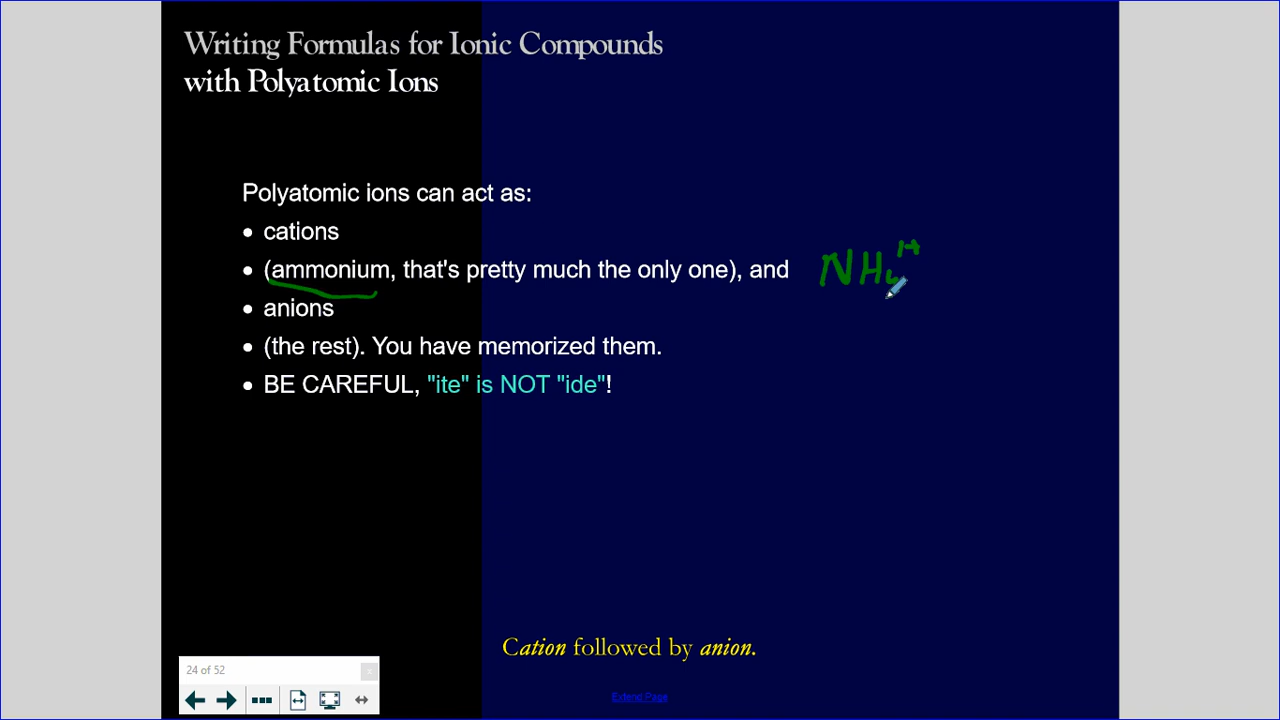 Writing Formulas for Ionic Compounds
with Polyatomic Ions
Polyatomic ions can act as:
• cations
• (ammonium, that's pretty much the only one), and
NH₄¹⁺
• anions
• (the rest). You have memorized them.
• BE CAREFUL, "ite" is NOT "ide"!
Cation followed by anion.
24 of 52
Extend Page